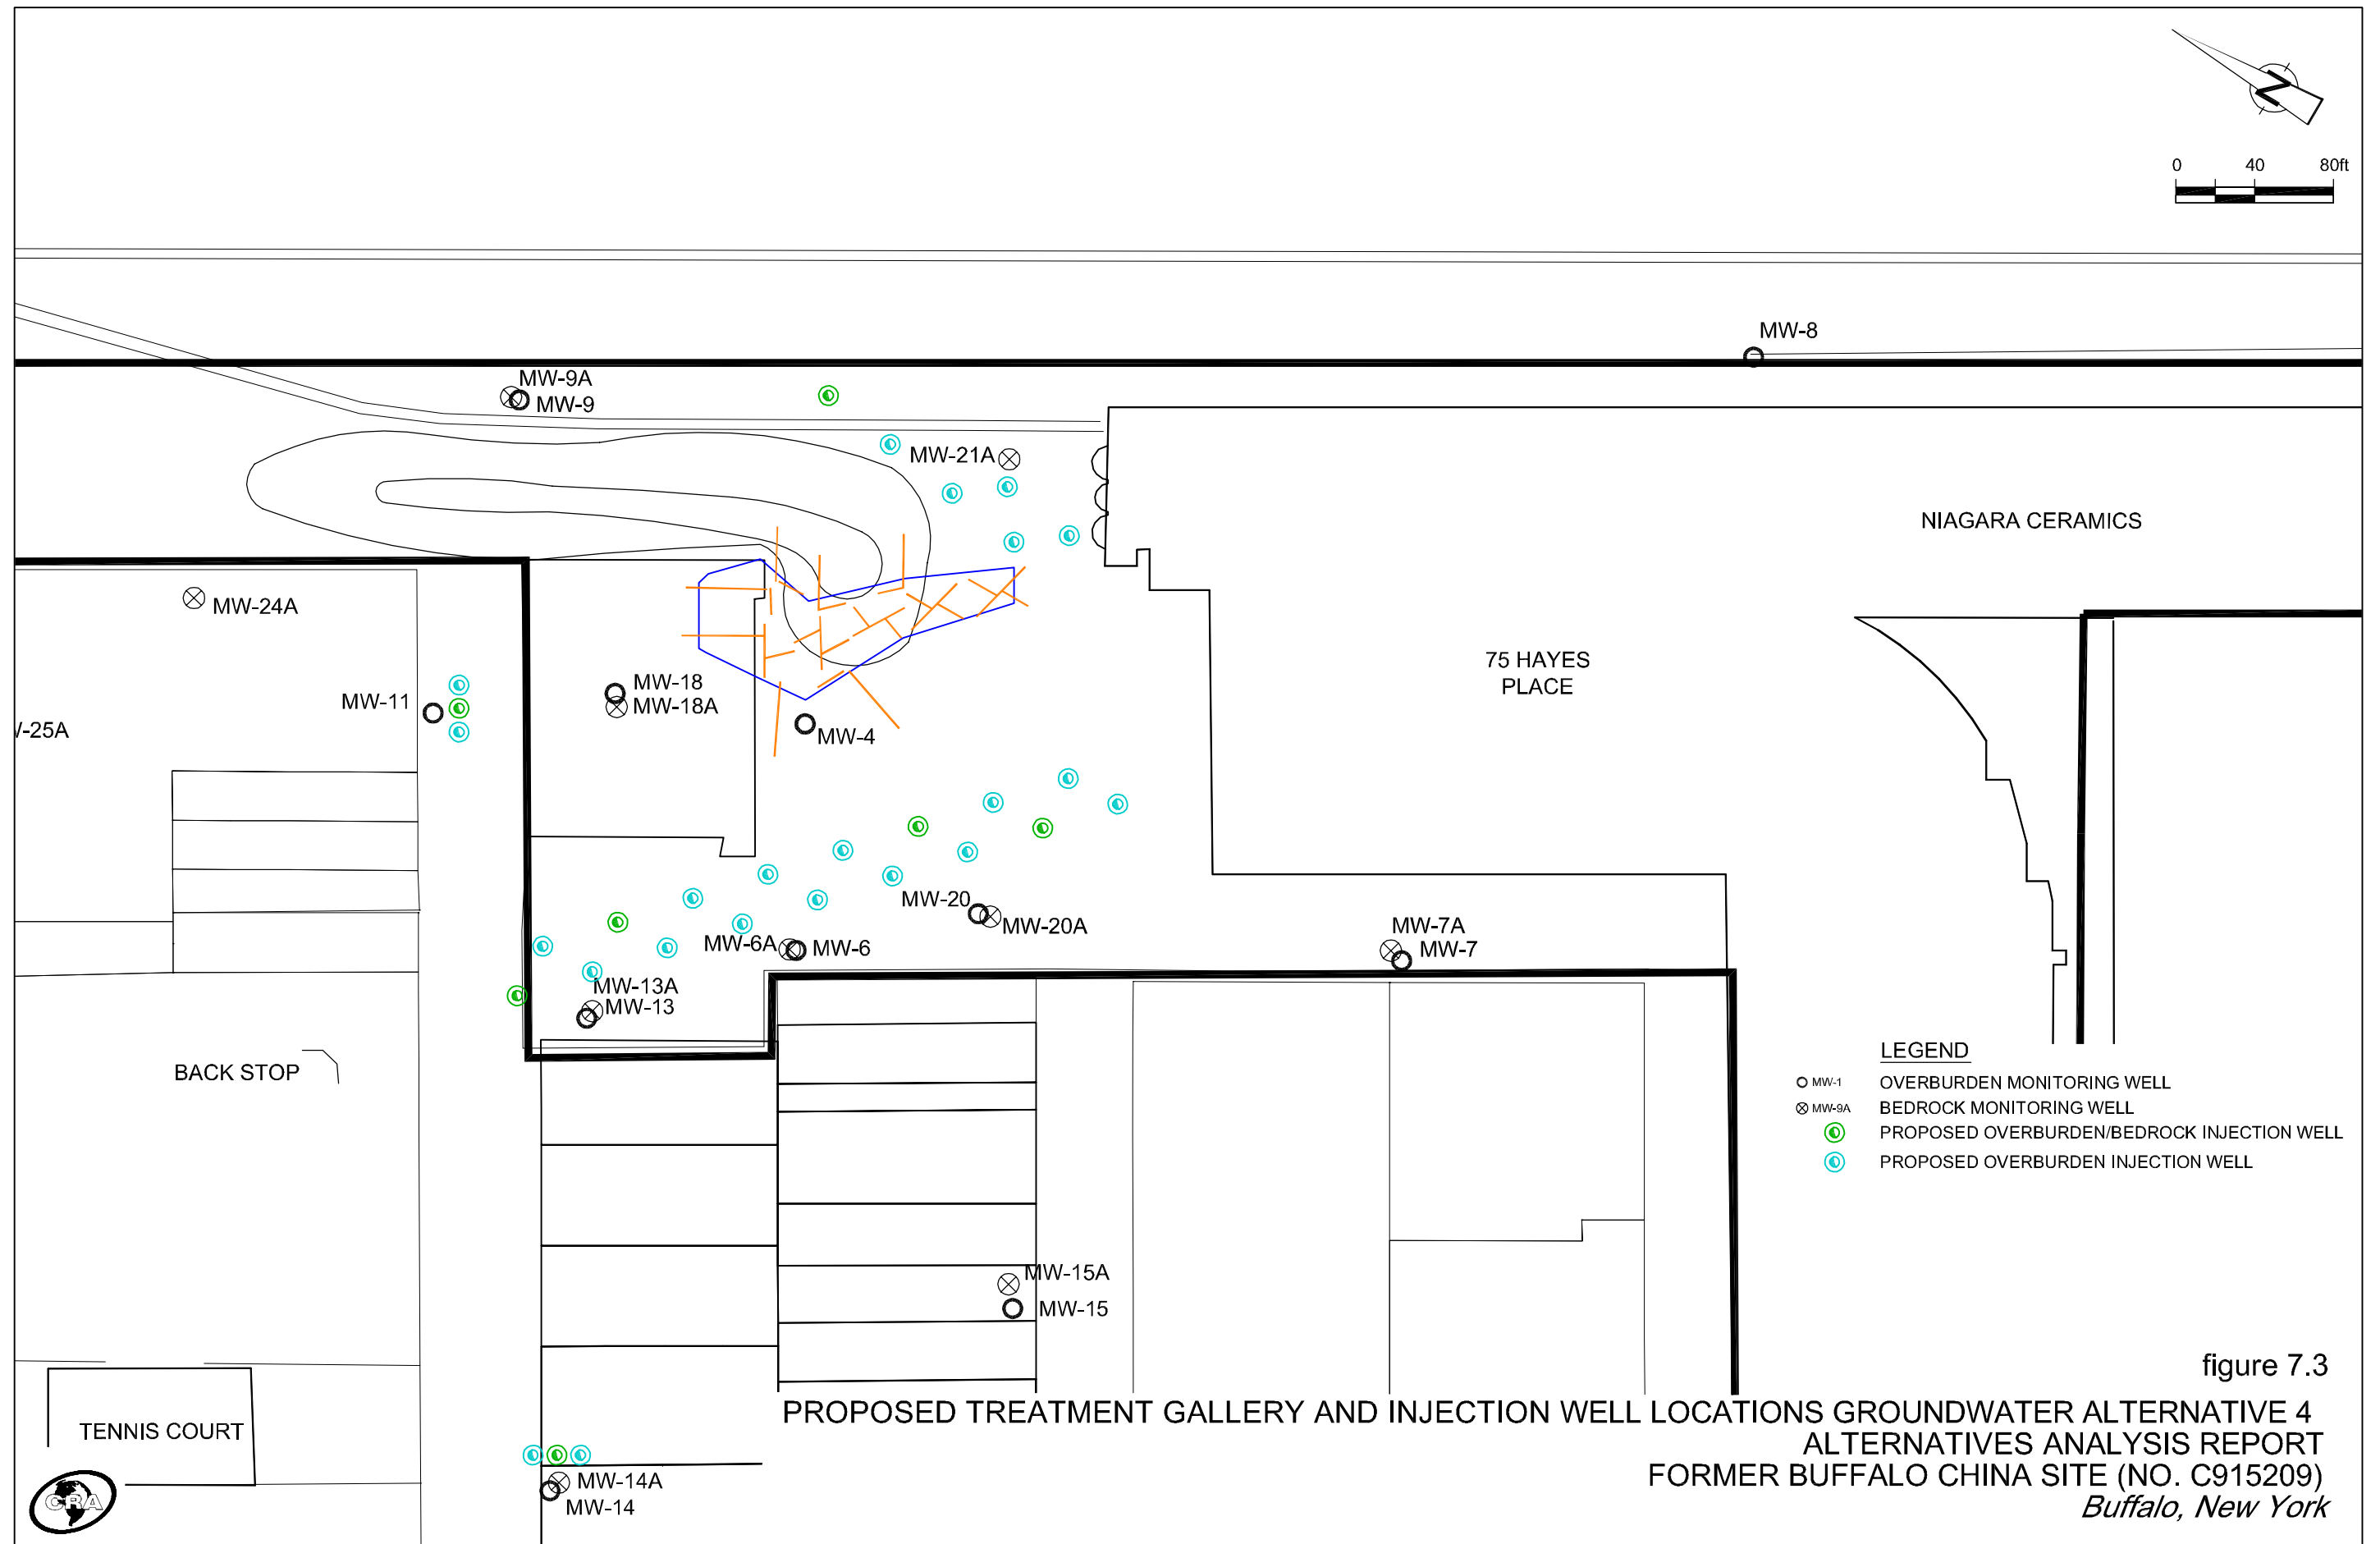 N
0 40 80ft
MW-8
MW-9A
MW-9
MW-21A
NIAGARA CERAMICS
MW-24A
75 HAYES
PLACE
MW-18
MW-11
MW-18A
-25A
MW-4
MW-20
MW-20A
MW-7A
MW-6A
MW-6
MW-7
MW-13A
MW-13
BACK STOP
LEGEND
MW-1 OVERBURDEN MONITORING WELL
MW-9A BEDROCK MONITORING WELL
PROPOSED OVERBURDEN/BEDROCK INJECTION WELL
PROPOSED OVERBURDEN INJECTION WELL
MW-15A
MW-15
TENNIS COURT
MW-14A
MW-14
CRA
figure 7.3
PROPOSED TREATMENT GALLERY AND INJECTION WELL LOCATIONS GROUNDWATER ALTERNATIVE 4
ALTERNATIVES ANALYSIS REPORT
FORMER BUFFALO CHINA SITE (NO. C915209)
Buffalo, New York